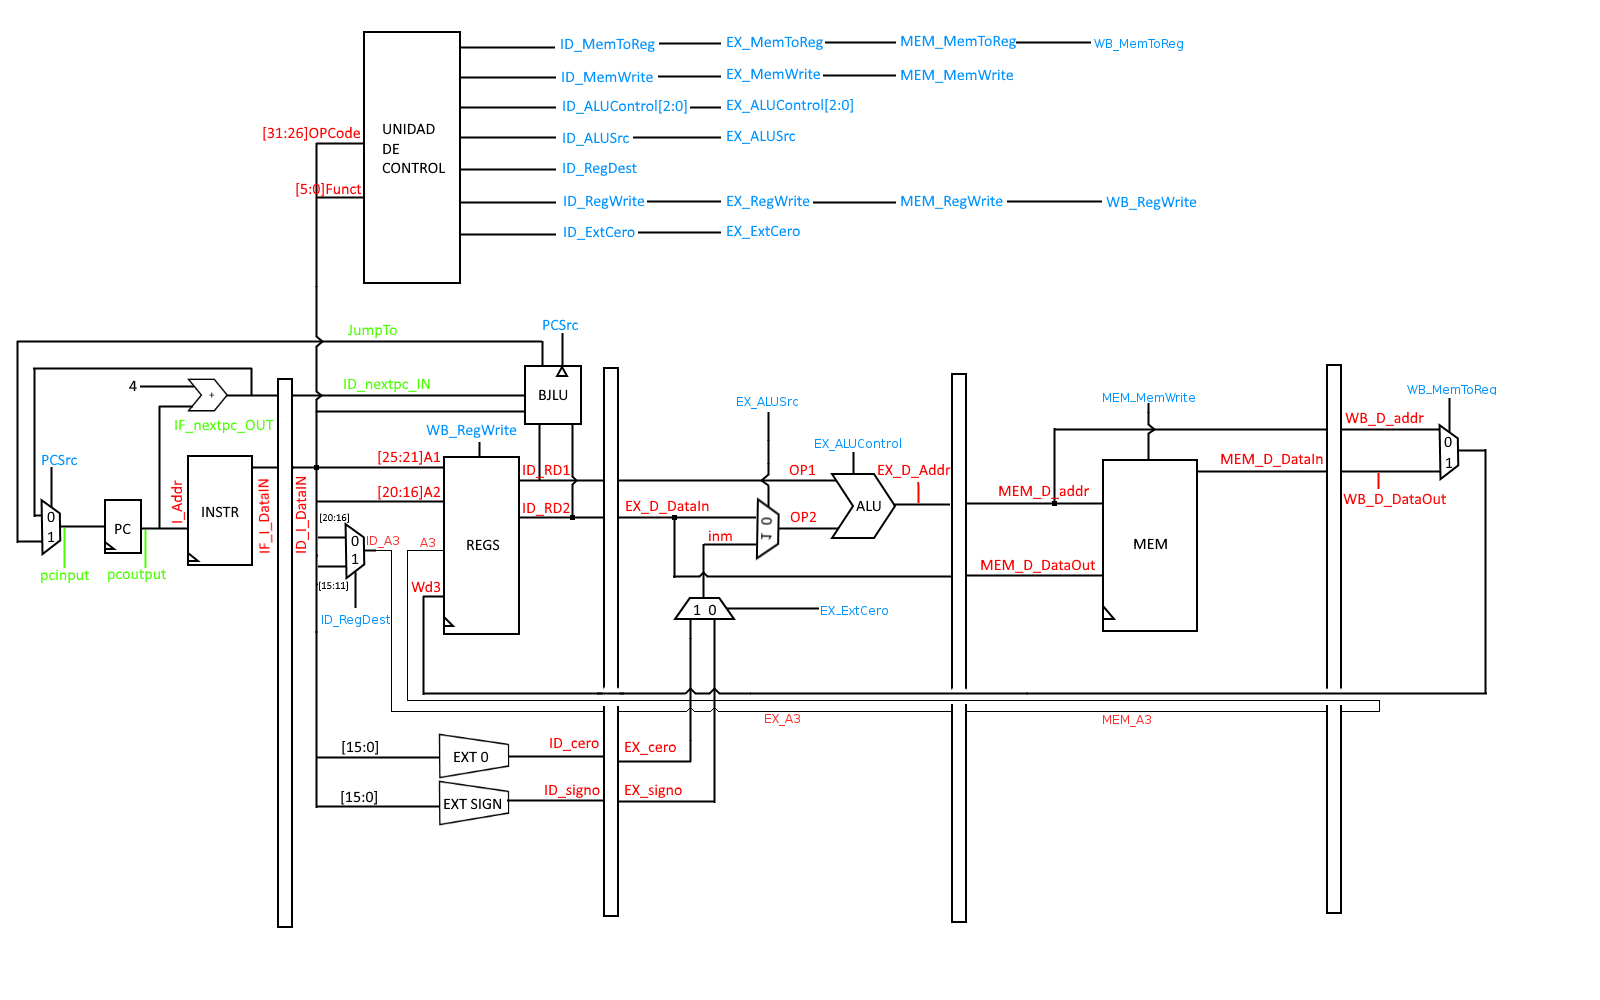 ID_MemToReg EX_MemToReg MEM_MemToReg WB_MemToReg
ID_MemWrite EX_MemWrite MEM_MemWrite
ID_ALUControl[2:0] EX_ALUControl[2:0]
[31:26]OPCode
UNIDAD
DE
CONTROL
ID_ALUSrc EX_ALUSrc
ID_RegDest
[5:0]Funct
ID_RegWrite EX_RegWrite MEM_RegWrite WB_RegWrite
ID_ExtCero EX_ExtCero
JumpTo
PCSrc
4
+
ID_nextpc_IN
BJLU
IF_nextpc_OUT
WB_RegWrite
EX_ALUSrc
MEM_MemWrite
WB_MemToReg
EX_ALUControl
WB_D_addr
PCSrc
[25:21]A1
ID_RD1
OP1
EX_D_Addr
MEM_D_DataIn
0
1
[20:16]A2
ID_RD2
EX_D_DataIn
MEM_D_addr
WB_D_DataOut
0
1
PC
I_Addr
INSTR
IF_I_DataIN
ID_I_DataIN
[20:16]
0
1
ID_A3
A3
REGS
0
1
OP2
ALU
inm
MEM
pcinput
pcoutput
[15:11]
Wd3
MEM_D_DataOut
ID_RegDest
1 0
EX_ExtCero
EX_A3
MEM_A3
[15:0]
EXT 0
ID_cero
EX_cero
[15:0]
EXT SIGN
ID_signo
EX_signo